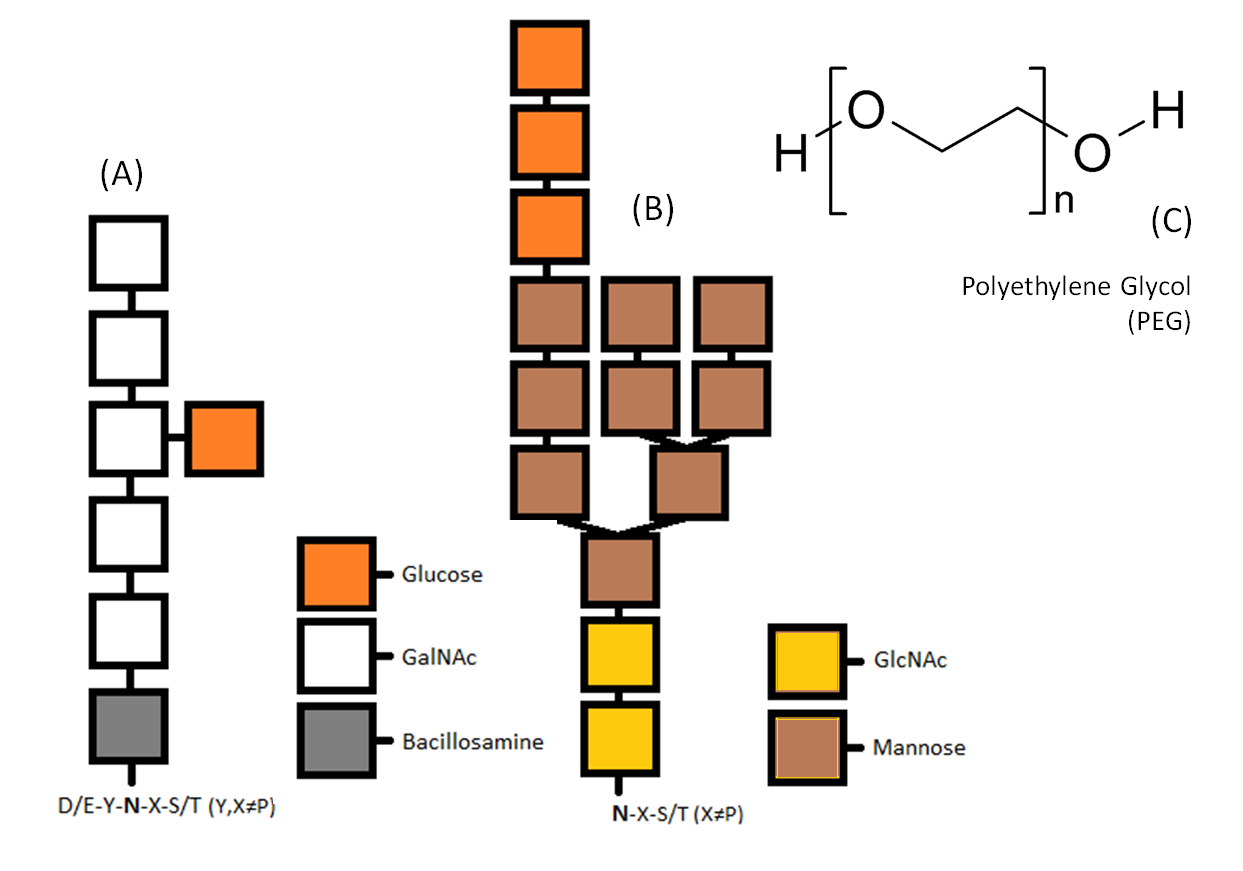 (A)
(B)
H
O
O
H
n
(C)
Polyethylene Glycol
(PEG)
Glucose
GalNAc
Bacillosamine
GlcNAc
Mannose
D/E-Y-N-X-S/T (Y,X≠P)
N-X-S/T (X≠P)